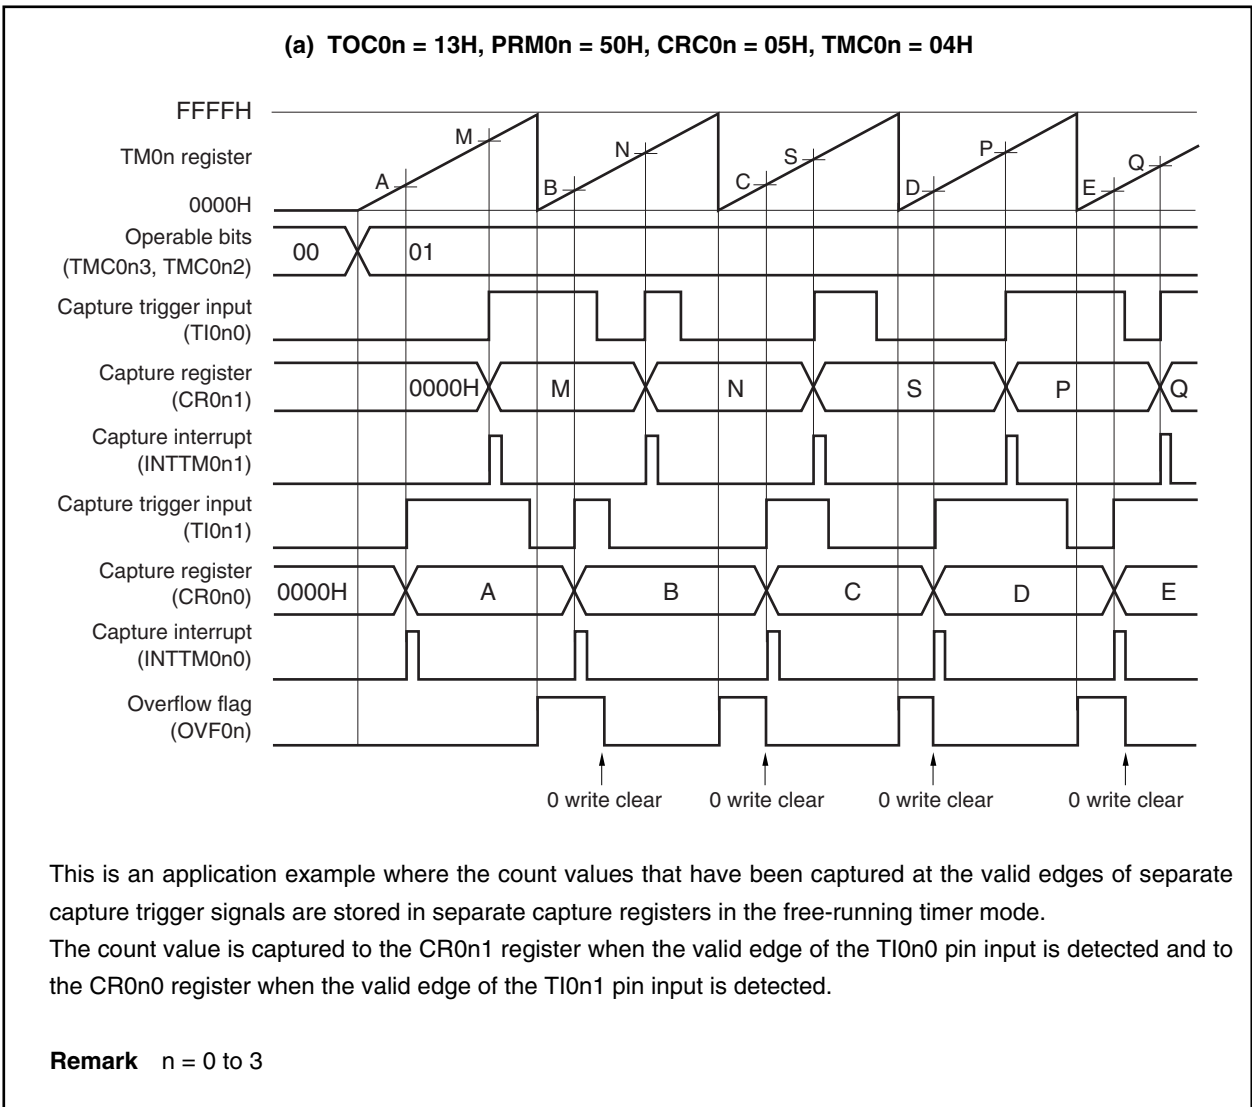 (a) TOC0n = 13H, PRM0n = 50H, CRC0n = 05H, TMC0n = 04H
FFFFH
TM0n register
0000H
A M B N C S D P E Q
Operable bits
(TMC0n3, TMC0n2)
00 01
Capture trigger input
(TI0n0)
Capture register
(CR0n1)
0000H M N S P Q
Capture interrupt
(INTTM0n1)
Capture trigger input
(TI0n1)
Capture register
(CR0n0)
0000H A B C D E
Capture interrupt
(INTTM0n0)
Overflow flag
(OVF0n)
0 write clear 0 write clear 0 write clear 0 write clear
This is an application example where the count values that have been captured at the valid edges of separate
capture trigger signals are stored in separate capture registers in the free-running timer mode.
The count value is captured to the CR0n1 register when the valid edge of the TI0n0 pin input is detected and to
the CR0n0 register when the valid edge of the TI0n1 pin input is detected.
Remark n = 0 to 3